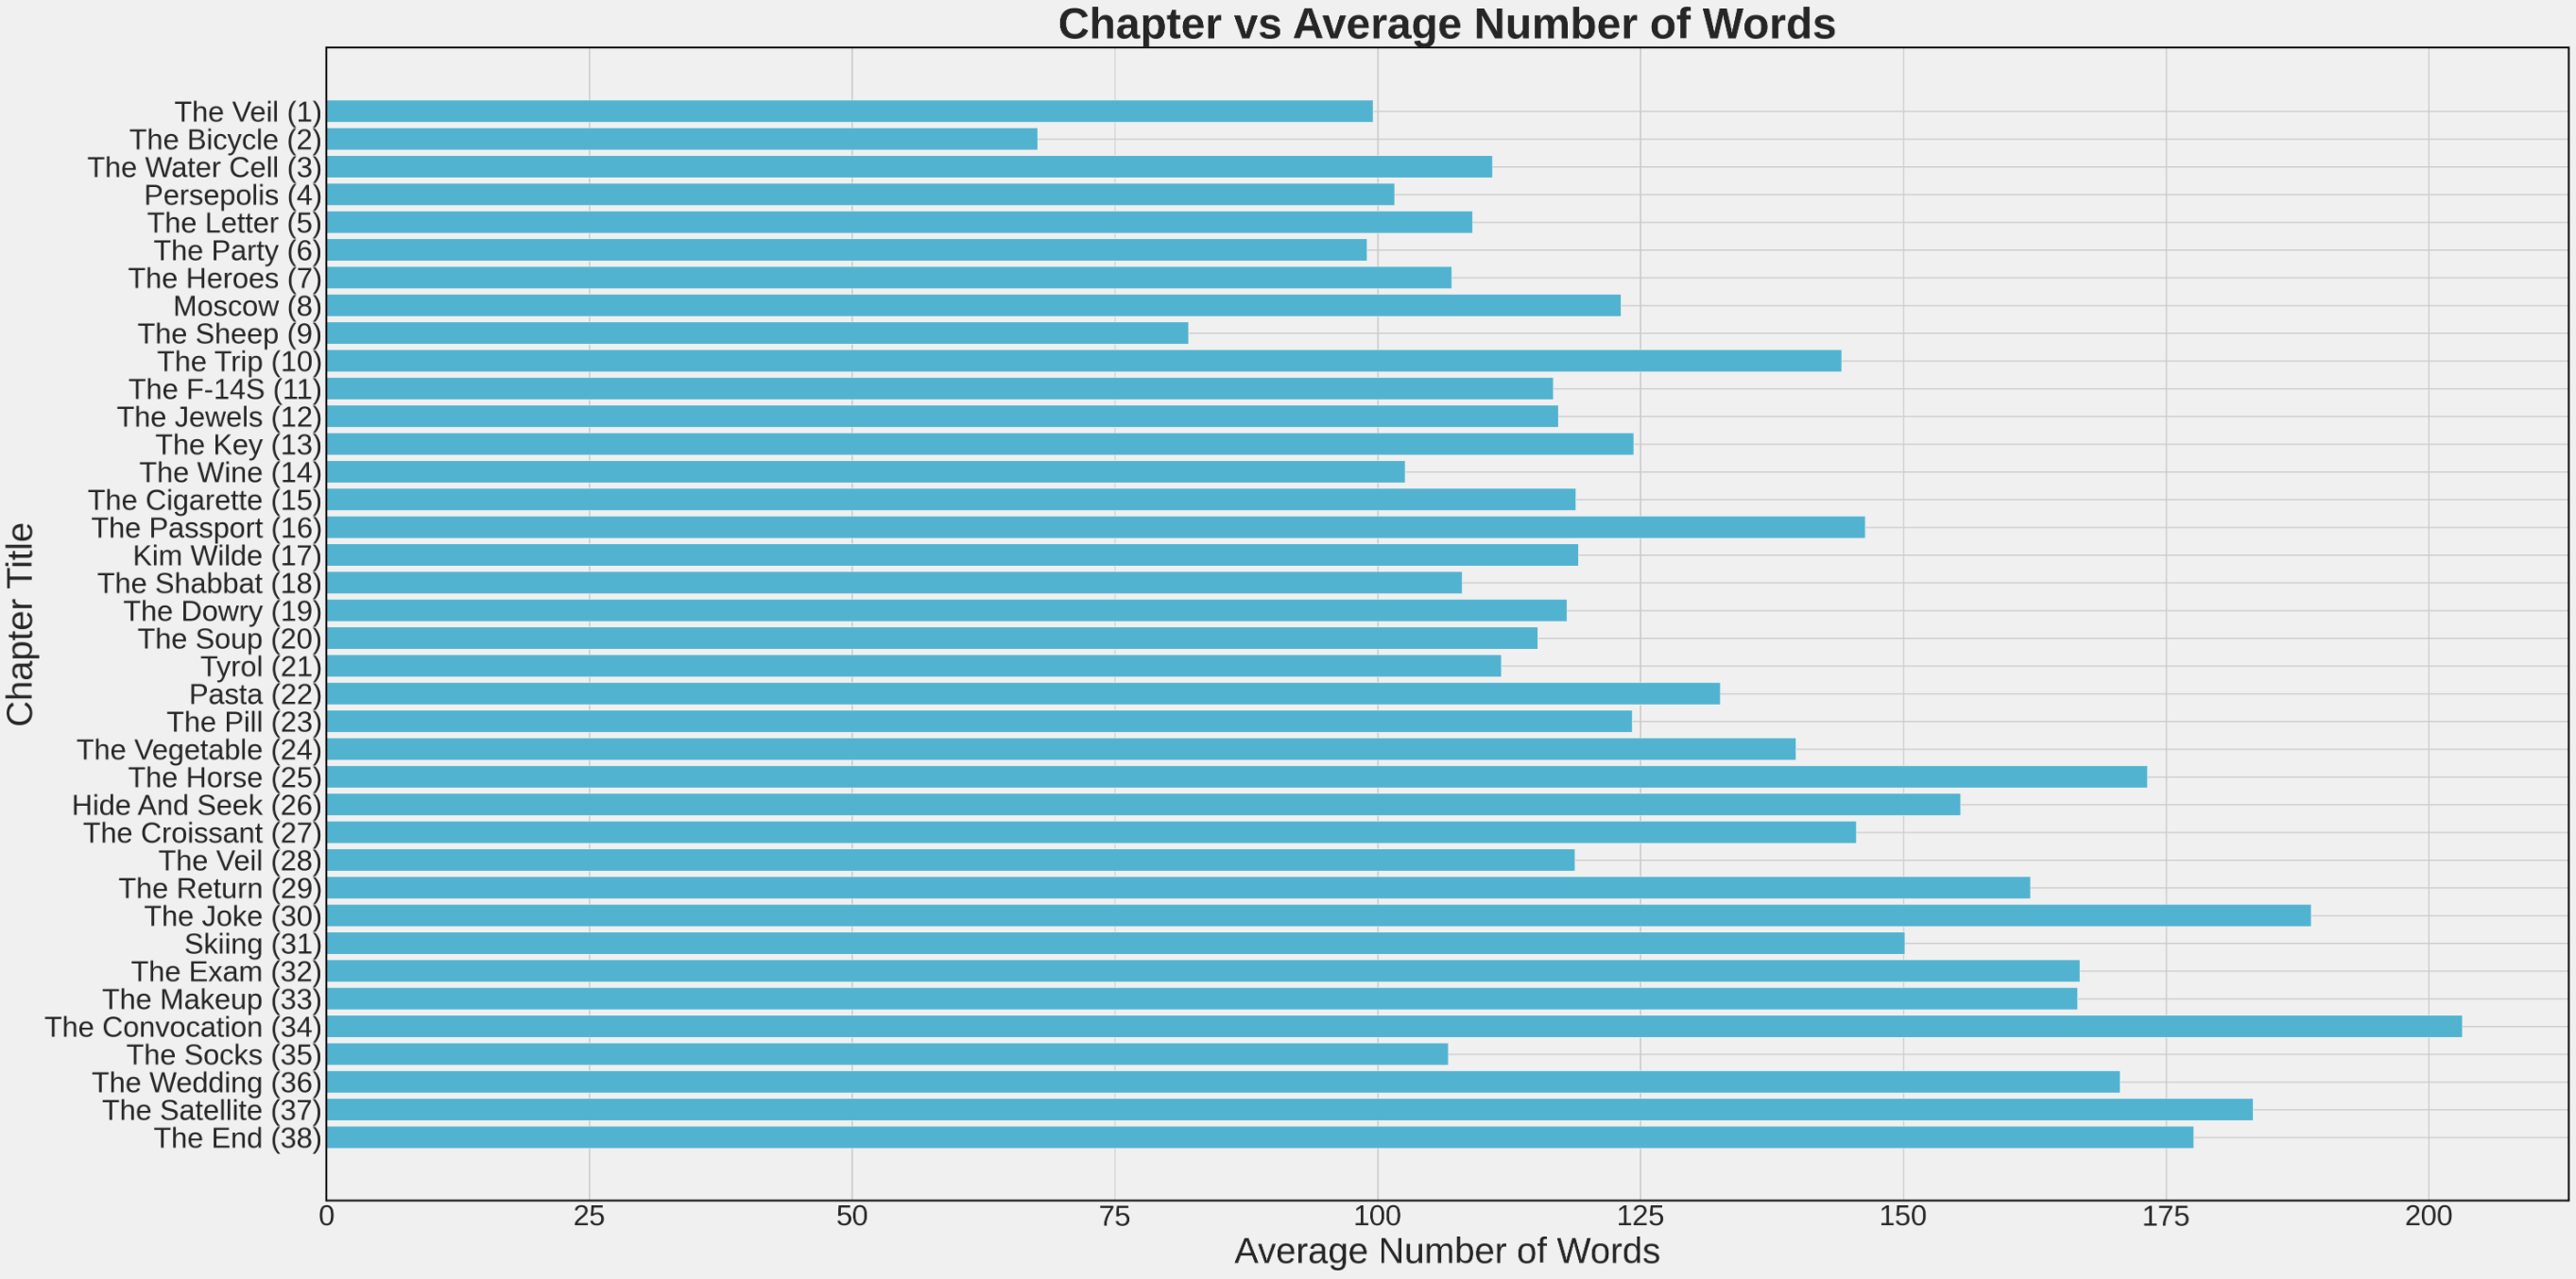 Chapter vs Average Number of Words
The Veil (1)
The Bicycle (2)
The Water Cell (3)
Persepolis (4)
The Letter (5)
The Party (6)
The Heroes (7)
Moscow (8)
The Sheep (9)
The Trip (10)
The F-14S (11)
The Jewels (12)
The Key (13)
The Wine (14)
The Cigarette (15)
The Passport (16)
Kim Wilde (17)
The Shabbat (18)
The Dowry (19)
The Soup (20)
Tyrol (21)
Pasta (22)
The Pill (23)
The Vegetable (24)
The Horse (25)
Hide And Seek (26)
The Croissant (27)
The Veil (28)
The Return (29)
The Joke (30)
Skiing (31)
The Exam (32)
The Makeup (33)
The Convocation (34)
The Socks (35)
The Wedding (36)
The Satellite (37)
The End (38)
Chapter Title
0 25 50 75 100 125 150 175 200
Average Number of Words